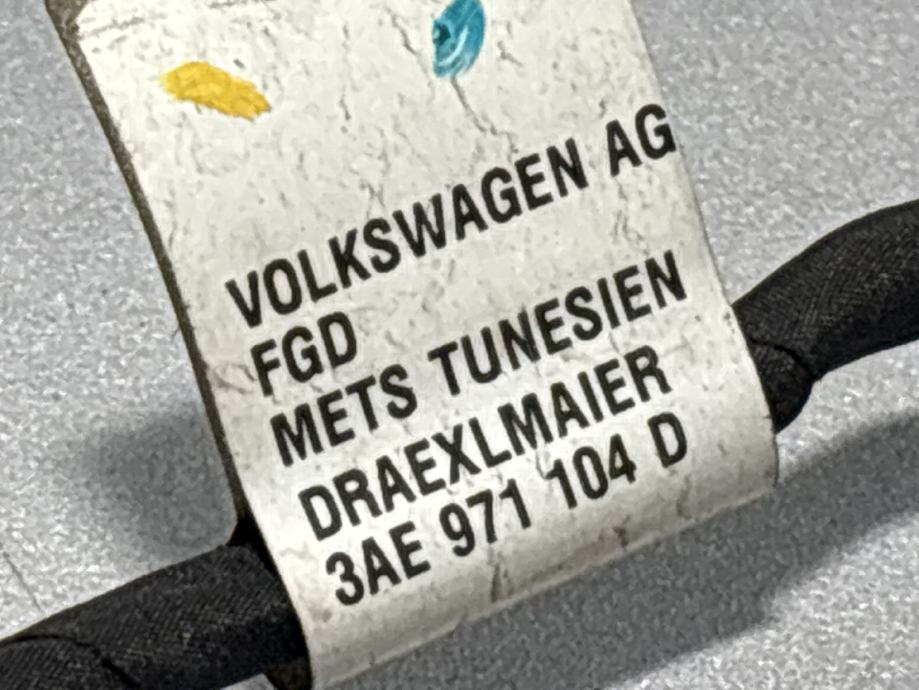 VOLKSWAGEN AG
FGD
METS TUNESIEN
DRAEXLMAIER
3AE 971 104 D